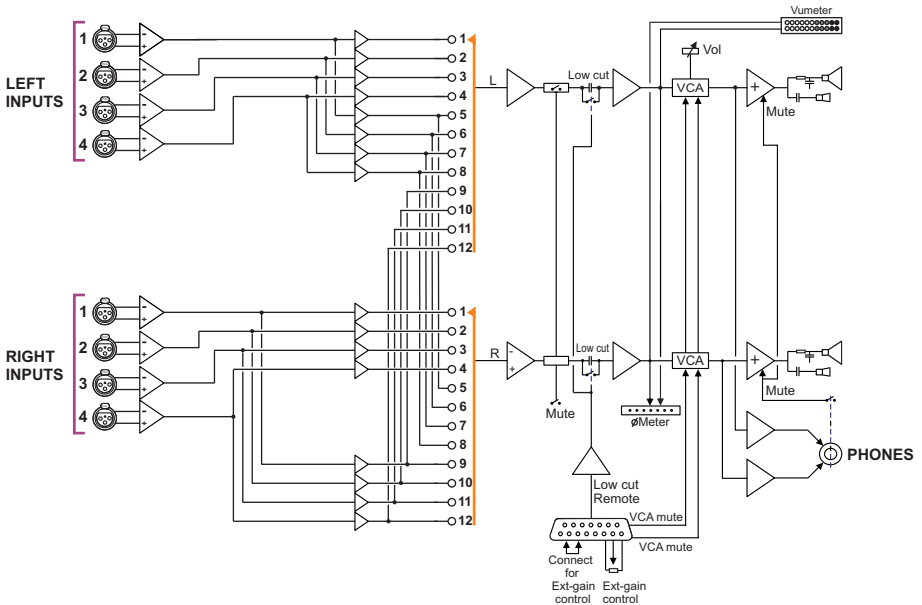 Vumeter
LEFT
INPUTS
1
2
3
4
- +
- +
- +
- +
1
2
3
4
5
6
7
8
9
10
11
12
L
Low cut
Vol
VCA
+
Mute
RIGHT
INPUTS
1
2
3
4
- +
- +
- +
- +
1
2
3
4
5
6
7
8
9
10
11
12
R
- +
Low cut
VCA
+
Mute
Mute
øMeter
PHONES
Low cut
Remote
VCA mute
VCA mute
Connect
for
Ext-gain
control
Ext-gain
control